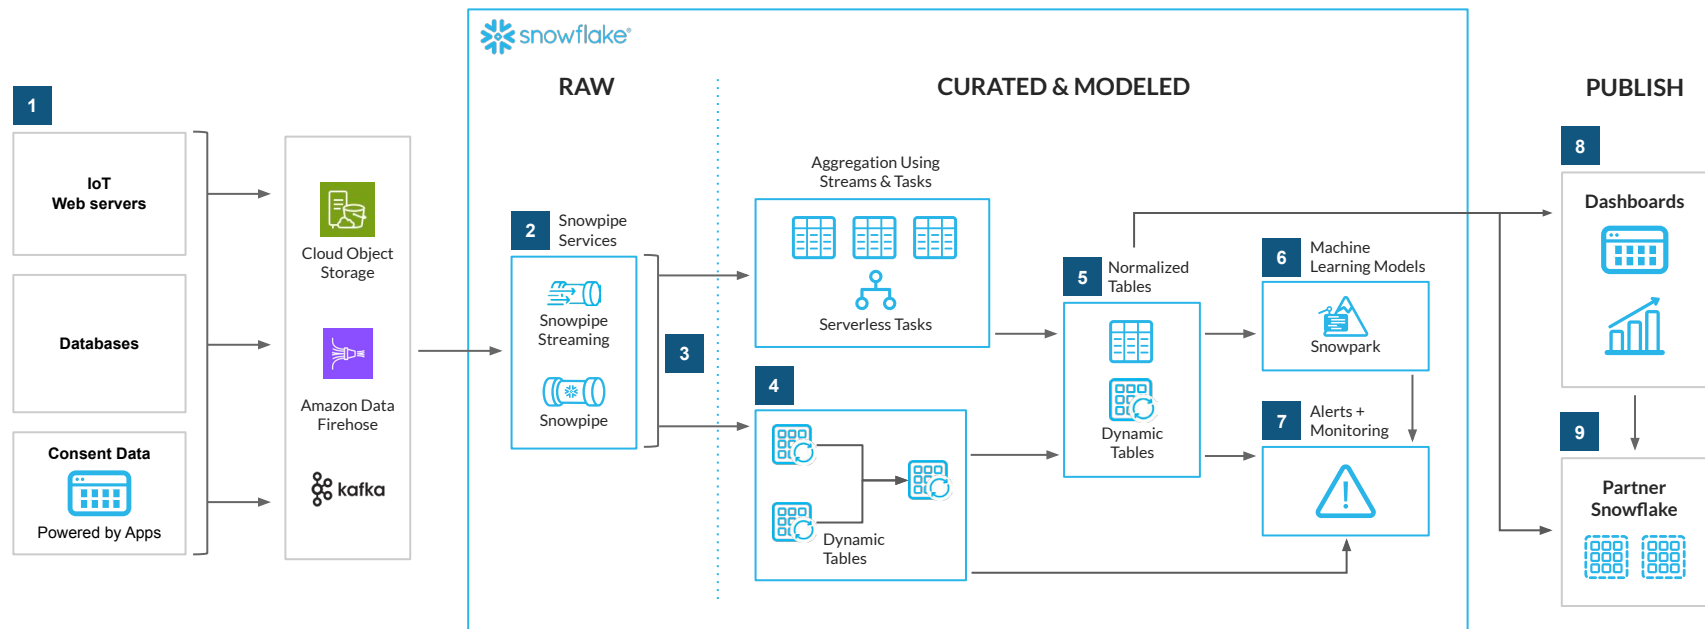 snowflake®
RAW
CURATED & MODELED
PUBLISH
1
IoT
Web servers
Databases
Consent Data
Powered by Apps
Cloud Object
Storage
Amazon Data
Firehose
kafka
2
Snowpipe
Services
Snowpipe
Streaming
Snowpipe
3
Aggregation Using
Streams & Tasks
Serverless Tasks
4
Dynamic
Tables
5
Normalized
Tables
Dynamic
Tables
6
Machine
Learning Models
Snowpark
7
Alerts +
Monitoring
8
Dashboards
9
Partner
Snowflake